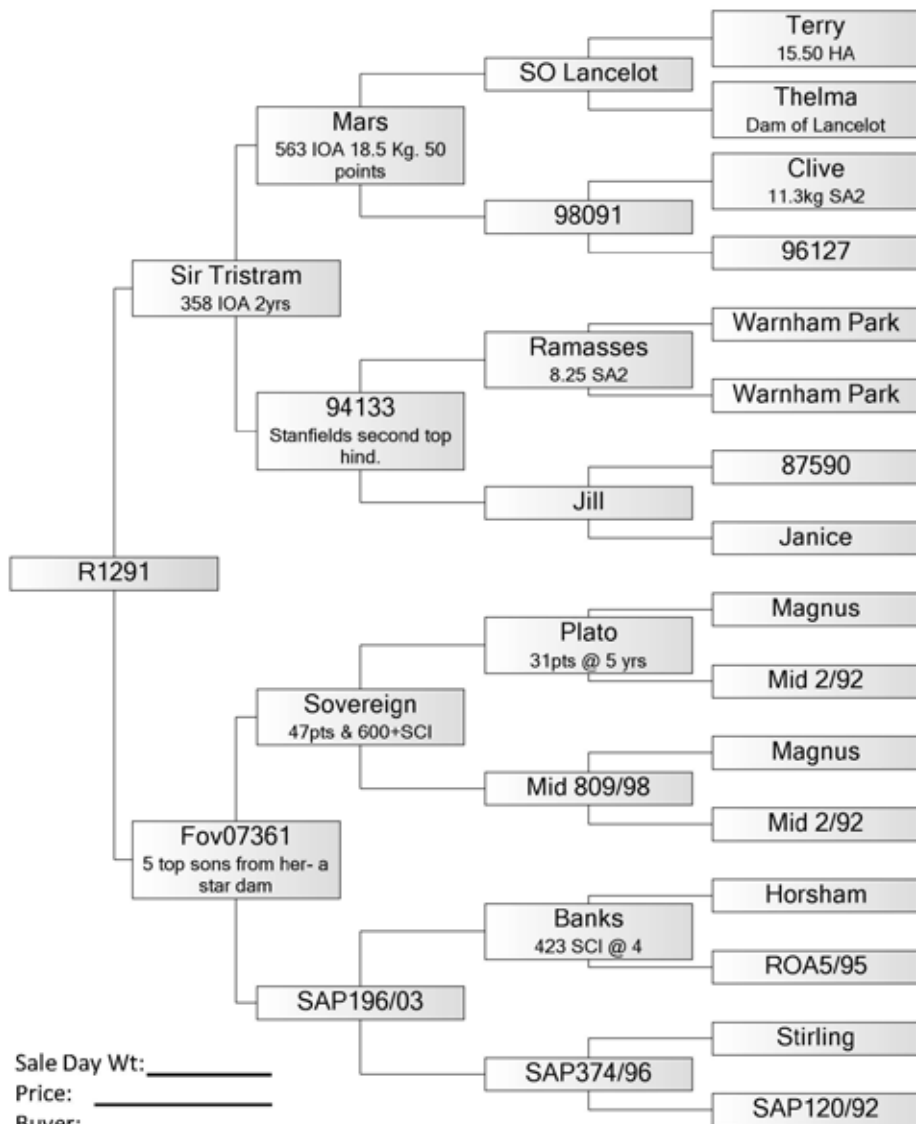 Terry
15.50 HA
SO Lancelot
Thelma
Dam of Lancelot
Mars
563 IOA 18.5 Kg. 50
points
Clive
11.3kg SA2
98091
96127
Sir Tristram
358 IOA 2yrs
Warnham Park
Ramasses
8.25 SA2
Warnham Park
94133
Stanfields second top
hind.
87590
Jill
Janice
R1291
Magnus
Plato
31pts @ 5 yrs
Mid 2/92
Sovereign
47pts & 600+SCI
Magnus
Mid 809/98
Mid 2/92
Fov07361
5 top sons from her- a
star dam
Horsham
Banks
423 SCI @ 4
ROA5/95
SAP196/03
Stirling
SAP374/96
SAP120/92
Sale Day Wt:
Price:
Buyer: